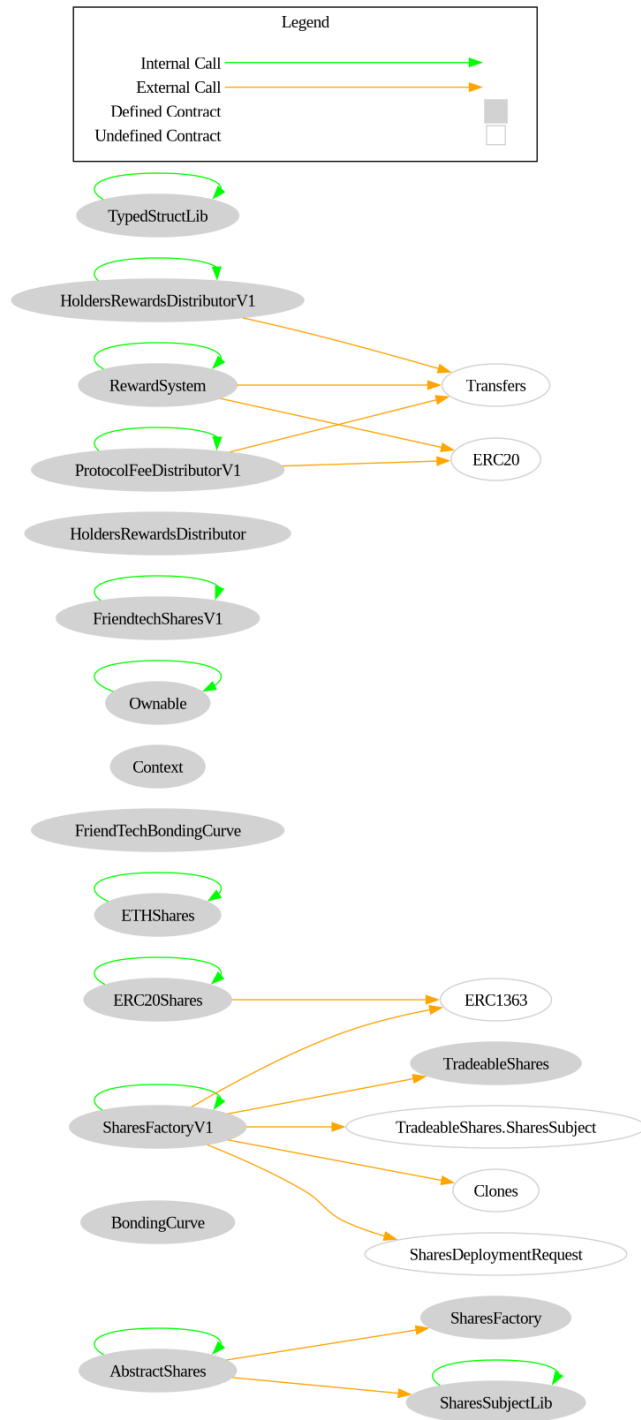 Legend
Internal Call
External Call
Defined Contract
Undefined Contract
TypedStructLib
HoldersRewardsDistributorV1
RewardSystem
Transfers
ERC20
ProtocolFeeDistributorV1
HoldersRewardsDistributor
FriendtechSharesV1
Ownable
Context
FriendTechBondingCurve
ETHShares
ERC20Shares
ERC1363
TradeableShares
SharesFactoryV1
TradeableShares.SharesSubject
Clones
BondingCurve
SharesDeploymentRequest
SharesFactory
AbstractShares
SharesSubjectLib